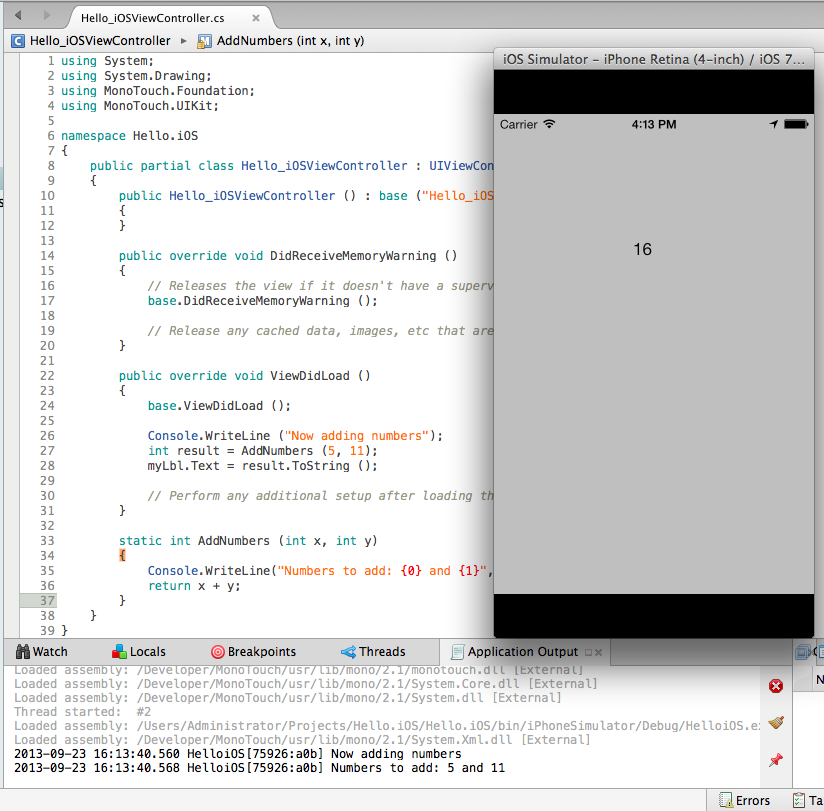 Hello_iOSViewController.cs
Hello_iOSViewController ▸ AddNumbers (int x, int y)
1 using System;
2 using System.Drawing;
3 using MonoTouch.Foundation;
4 using MonoTouch.UIKit;
5
6 namespace Hello.iOS
7 {
8 public partial class Hello_iOSViewController : UIViewCon
9 {
10 public Hello_iOSViewController () : base ("Hello_iOS
11 {
12 }
13
14 public override void DidReceiveMemoryWarning ()
15 {
16 // Releases the view if it doesn't have a superv
17 base.DidReceiveMemoryWarning ();
18
19 // Release any cached data, images, etc that are
20 }
21
22 public override void ViewDidLoad ()
23 {
24 base.ViewDidLoad ();
25
26 Console.WriteLine ("Now adding numbers");
27 int result = AddNumbers (5, 11);
28 myLbl.Text = result.ToString ();
29
30 // Perform any additional setup after loading th
31 }
32
33 static int AddNumbers (int x, int y)
34 {
35 Console.WriteLine("Numbers to add: {0} and {1}",
36 return x + y;
37 }
38 }
39 }
iOS Simulator – iPhone Retina (4-inch) / iOS 7...
Carrier 4:13 PM
16
Watch Locals Breakpoints Threads Application Output
Loaded assembly: /Developer/MonoTouch/usr/lib/mono/2.1/monotouch.dll [External]
Loaded assembly: /Developer/MonoTouch/usr/lib/mono/2.1/System.Core.dll [External]
Loaded assembly: /Developer/MonoTouch/usr/lib/mono/2.1/System.dll [External]
Thread started: #2
Loaded assembly: /Users/Administrator/Projects/Hello.iOS/Hello.iOS/bin/iPhoneSimulator/Debug/HelloiOS.e
Loaded assembly: /Developer/MonoTouch/usr/lib/mono/2.1/System.Xml.dll [External]
2013-09-23 16:13:40.560 HelloiOS[75926:a0b] Now adding numbers
2013-09-23 16:13:40.568 HelloiOS[75926:a0b] Numbers to add: 5 and 11
Errors Ta